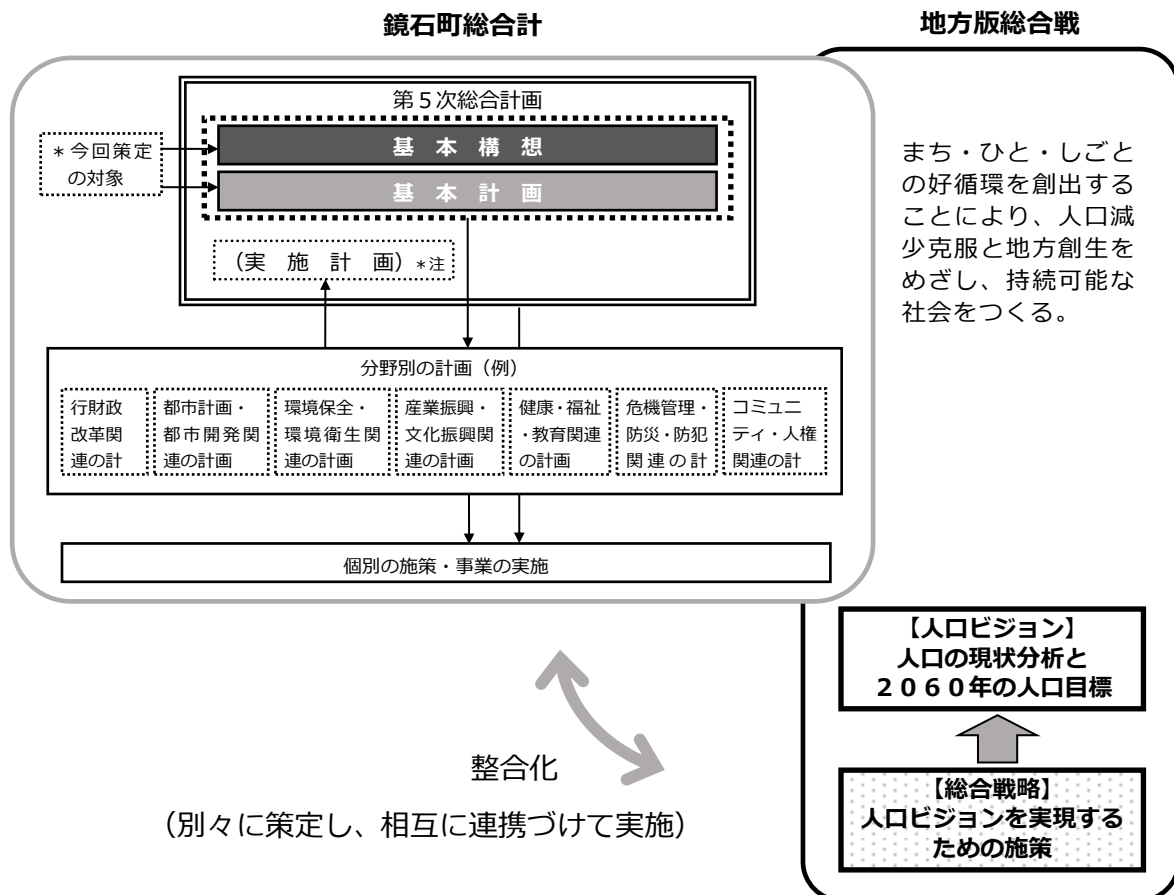 鏡石町総合計
地方版総合戦
第５次総合計画
＊今回策定
の対象
基本構想
基本計画
（実施計画）＊注
まち・ひと・しごと
の好循環を創出する
ことにより、人口減
少克服と地方創生を
めざし、持続可能な
社会をつくる。
分野別の計画（例）
行財政
改革関
連の計
都市計画・
都市開発関
連の計画
環境保全・
環境衛生関
連の計画
産業振興・
文化振興関
連の計画
健康・福祉
・教育関連
の計画
危機管理・
防災・防犯
関連の計
コミュニ
ティ・人権
関連の計
個別の施策・事業の実施
【人口ビジョン】
人口の現状分析と
２０６０年の人口目標
整合化
（別々に策定し、相互に連携づけて実施）
【総合戦略】
人口ビジョンを実現する
ための施策